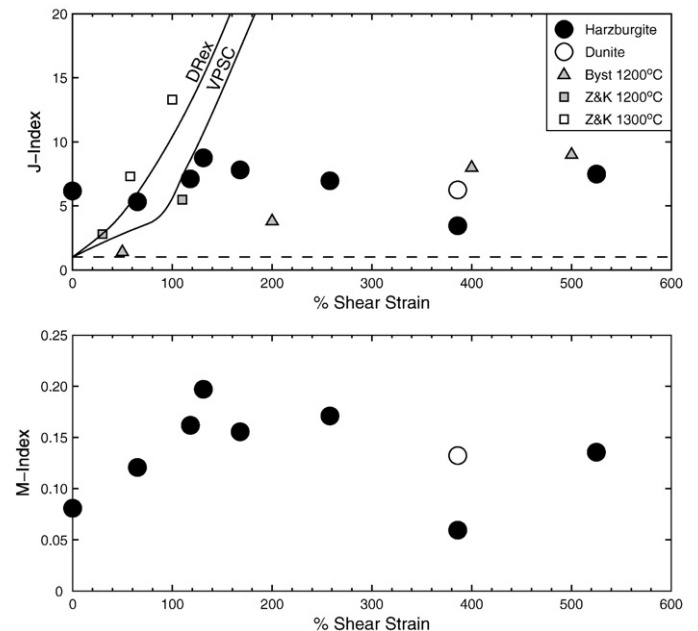 20
15
10
5
0
J-Index
DRex
VPSC
Harzburgite
Dunite
Byst 1200°C
Z&K 1200°C
Z&K 1300°C
0 100 200 300 400 500 600
% Shear Strain
0.25
0.20
0.15
0.10
0.05
0
M-Index
0 100 200 300 400 500 600
% Shear Strain